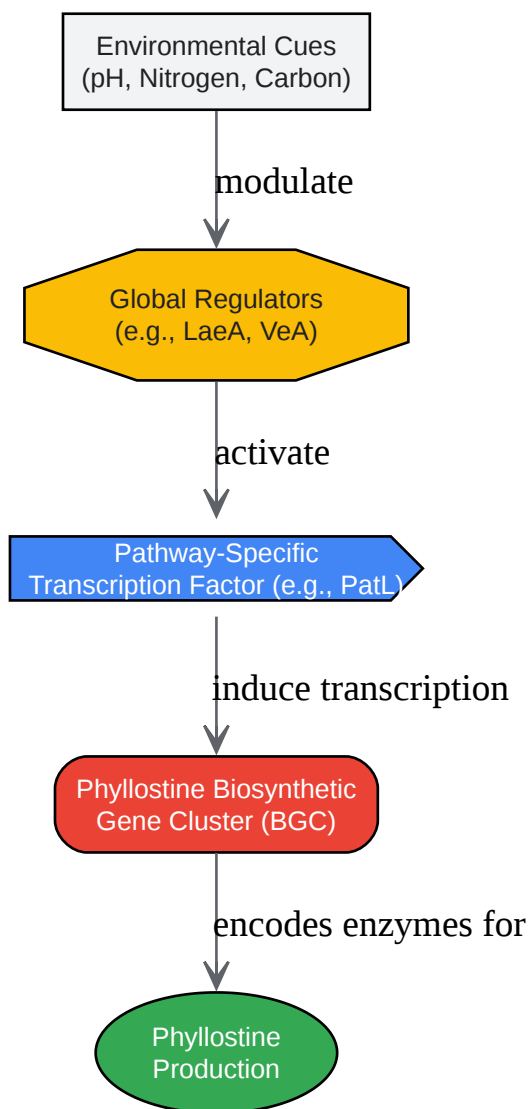 Environmental Cues
(pH, Nitrogen, Carbon)
modulate
Global Regulators
(e.g., LaeA, VeA)
activate
Pathway-Specific
Transcription Factor (e.g., PatL)
induce transcription
Phyllostine Biosynthetic
Gene Cluster (BGC)
encodes enzymes for
Phyllostine
Production